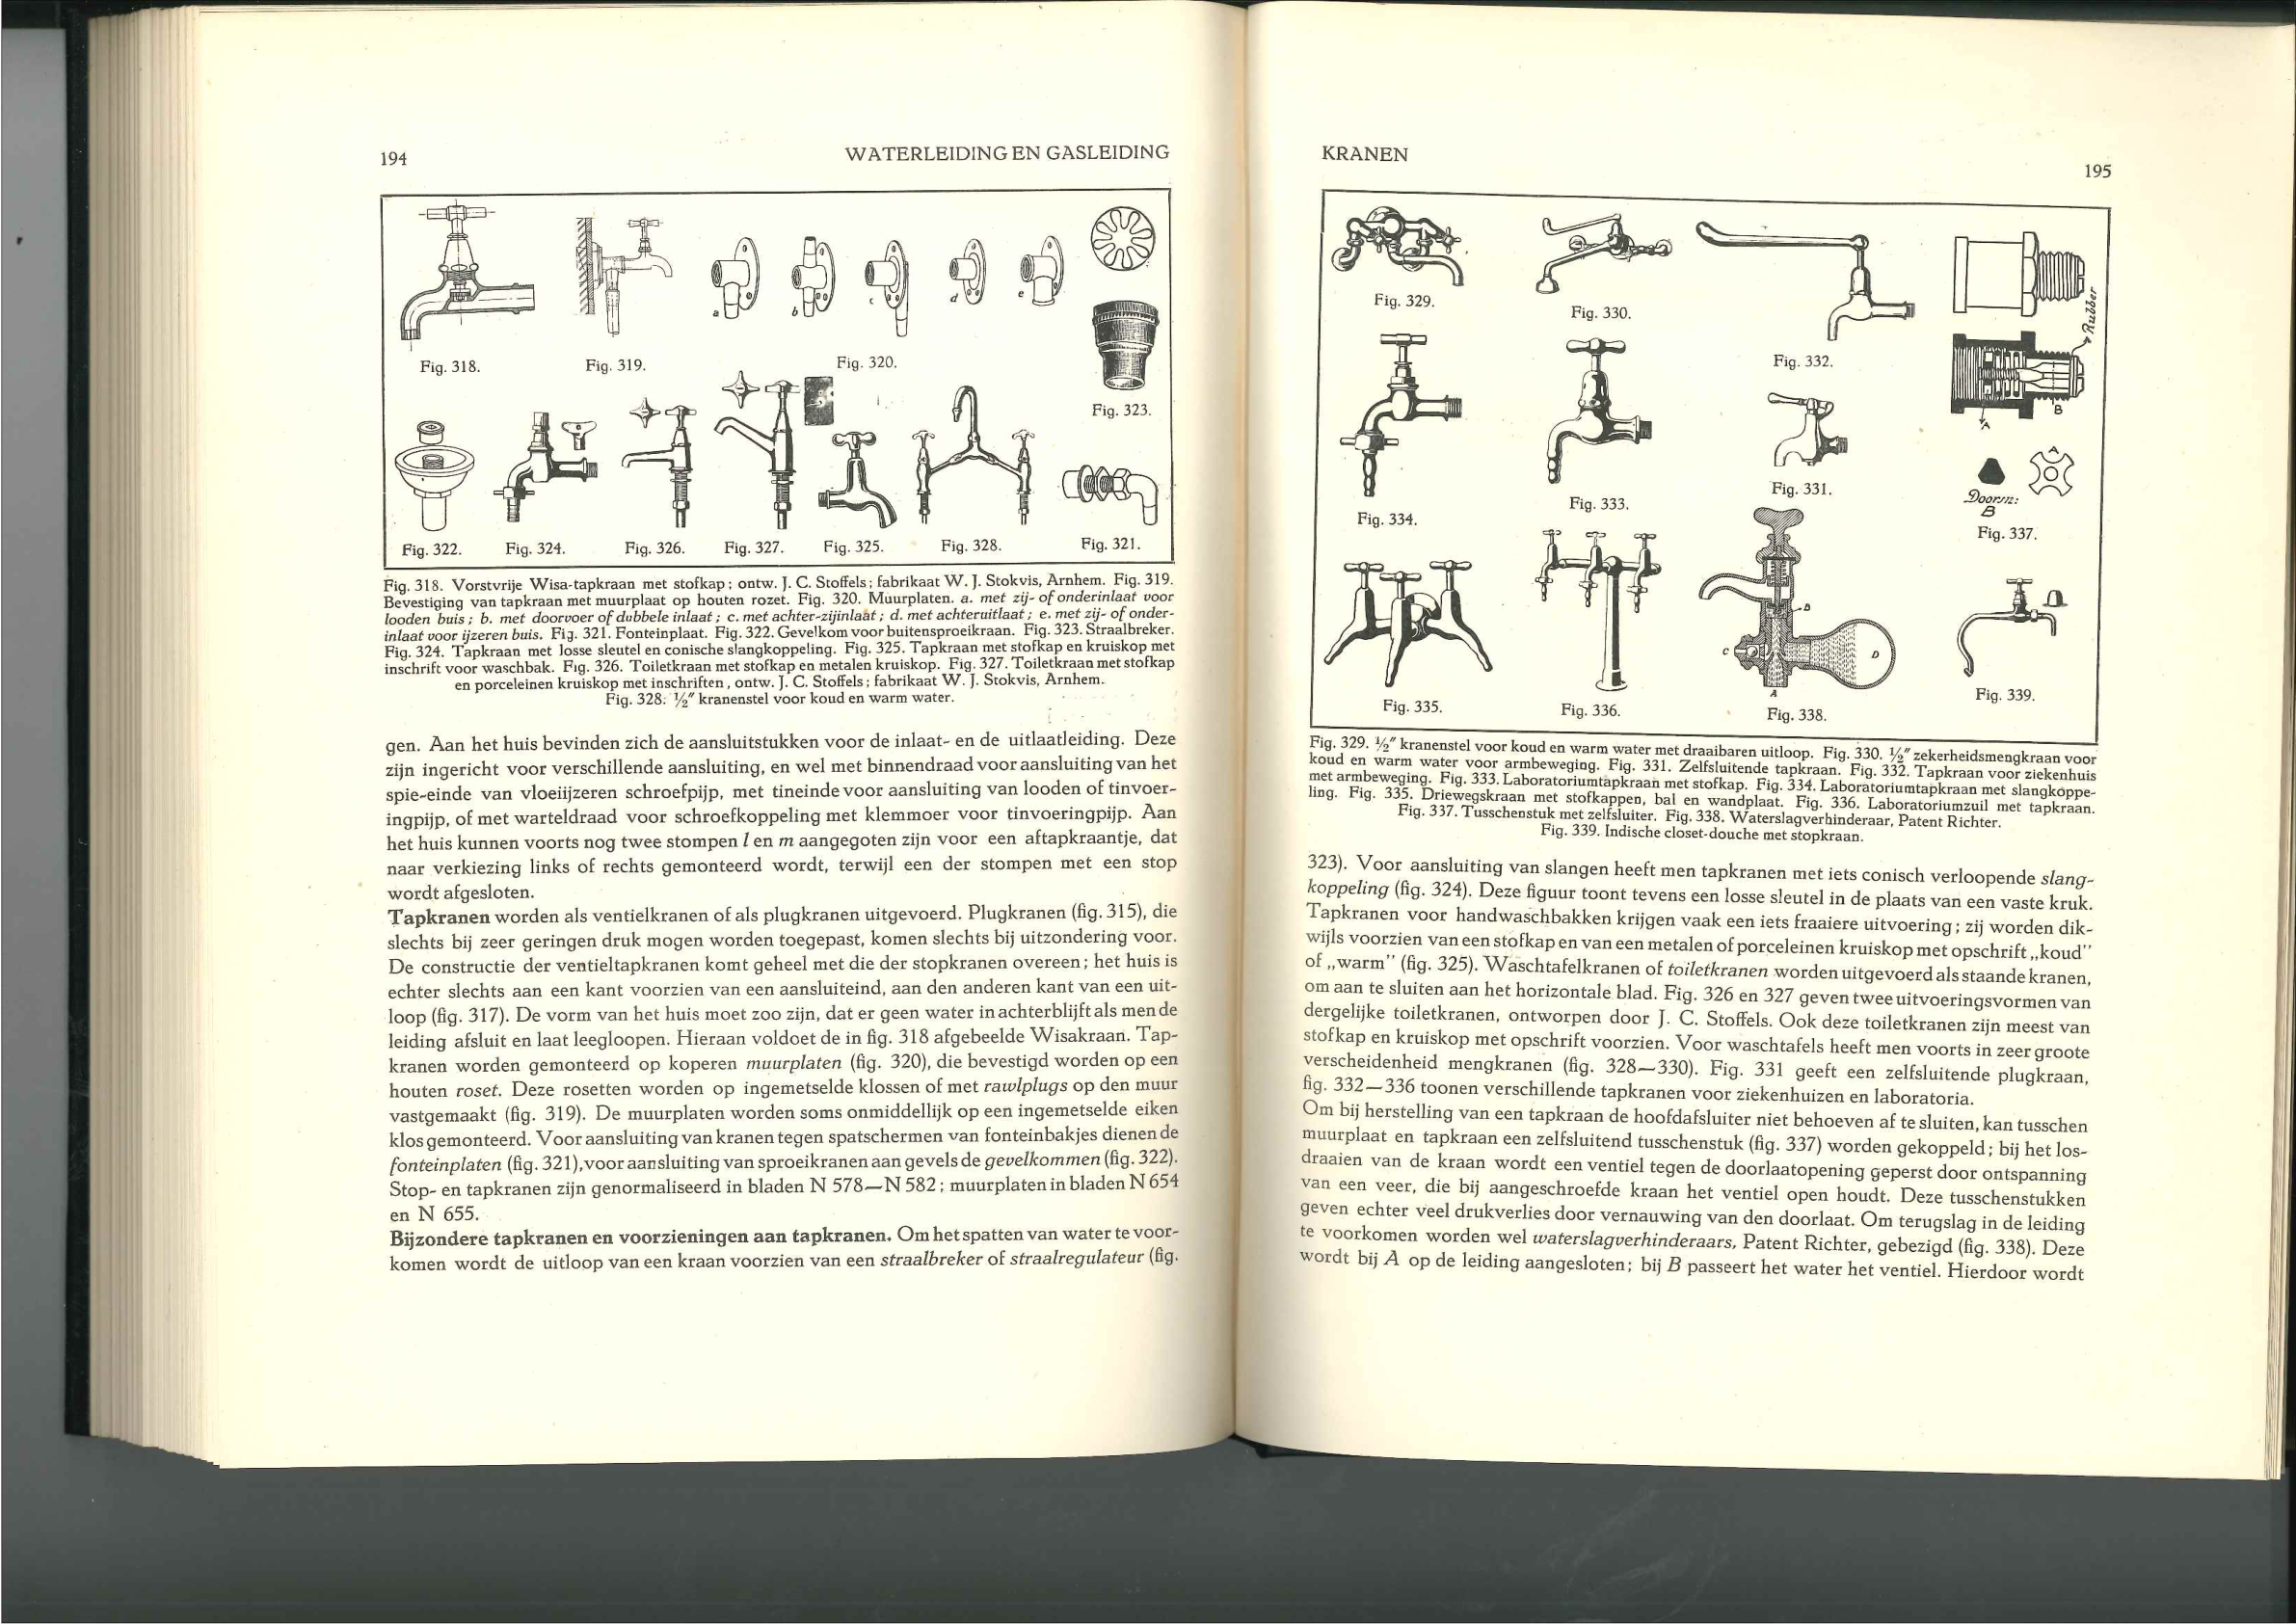 194
WATERLEIDING EN GASLEIDING
a
b
c
d
e
Fig. 318.
Fig. 319.
Fig. 320.
Fig. 323.
Fig. 322.
Fig. 324.
Fig. 326.
Fig. 327.
Fig. 325.
Fig. 328.
Fig. 321.
Fig. 318. Vorstvrije Wisa-tapkraan met stofkap; ontw. J. C. Stoffels; fabrikaat W. J. Stokvis, Arnhem. Fig. 319.
Bevestiging van tapkraan met muurplaat op houten rozet. Fig. 320. Muurplaten. a. met zij- of onderinlaat voor
looden buis; b. met doorvoer of dubbele inlaat; c. met achter-zijinlaat; d. met achteruitlaat; e. met zij- of onder-
inlaat voor ijzeren buis. Fig. 321. Fonteinplaat. Fig. 322. Gevelkom voor buitensproeikraan. Fig. 323. Straalbreker.
Fig. 324. Tapkraan met losse sleutel en conische slangkoppeling. Fig. 325. Tapkraan met stofkap en kruiskop met
inschrift voor waschbak. Fig. 326. Toiletkraan met stofkap en metalen kruiskop. Fig. 327. Toiletkraan met stofkap
en porceleinen kruiskop met inschriften, ontw. J. C. Stoffels; fabrikaat W. J. Stokvis, Arnhem.
Fig. 328: ½″ kranenstel voor koud en warm water.
gen. Aan het huis bevinden zich de aansluitstukken voor de inlaat- en de uitlaatleiding. Deze
zijn ingericht voor verschillende aansluiting, en wel met binnendraad voor aansluiting van het
spie-einde van vloeiijzeren schroefpijp, met tineinde voor aansluiting van looden of tinvoer-
ingpijp, of met warteldraad voor schroefkoppeling met klemmoer voor tinvoeringpijp. Aan
het huis kunnen voorts nog twee stompen l en m aangegoten zijn voor een aftapkraantje, dat
naar verkiezing links of rechts gemonteerd wordt, terwijl een der stompen met een stop
wordt afgesloten.
Tapkranen worden als ventielkranen of als plugkranen uitgevoerd. Plugkranen (fig. 315), die
slechts bij zeer geringen druk mogen worden toegepast, komen slechts bij uitzondering voor.
De constructie der ventieltapkranen komt geheel met die der stopkranen overeen; het huis is
echter slechts aan een kant voorzien van een aansluiteind, aan den anderen kant van een uit-
loop (fig. 317). De vorm van het huis moet zoo zijn, dat er geen water in achterblijft als men de
leiding afsluit en laat leegloopen. Hieraan voldoet de in fig. 318 afgebeelde Wisakraan. Tap-
kranen worden gemonteerd op koperen muurplaten (fig. 320), die bevestigd worden op een
houten roset. Deze rosetten worden op ingemetselde klossen of met rawlplugs op den muur
vastgemaakt (fig. 319). De muurplaten worden soms onmiddellijk op een ingemetselde eiken
klos gemonteerd. Voor aansluiting van kranen tegen spatschermen van fonteinbakjes dienen de
fonteinplaten (fig. 321), voor aansluiting van sproeikranen aan gevels de gevelkommen (fig. 322).
Stop- en tapkranen zijn genormaliseerd in bladen N 578—N 582; muurplaten in bladen N 654
en N 655.
Bijzondere tapkranen en voorzieningen aan tapkranen. Om het spatten van water te voor-
komen wordt de uitloop van een kraan voorzien van een straalbreker of straalregulateur (fig.
KRANEN
195
Fig. 329.
Fig. 330.
Fig. 332.
Rubber
A
B
Fig. 334.
Fig. 333.
Fig. 331.
A
Doorsn:
B
Fig. 337.
B
C
D
A
Fig. 335.
Fig. 336.
Fig. 338.
Fig. 339.
Fig. 329. ½″ kranenstel voor koud en warm water met draaibaren uitloop. Fig. 330. ½″ zekerheidsmengkraan voor
koud en warm water voor armbeweging. Fig. 331. Zelfsluitende tapkraan. Fig. 332. Tapkraan voor ziekenhuis
met armbeweging. Fig. 333. Laboratoriumtapkraan met stofkap. Fig. 334. Laboratoriumtapkraan met slangkoppe-
ling. Fig. 335. Driewegskraan met stofkappen, bal en wandplaat. Fig. 336. Laboratoriumzuil met tapkraan.
Fig. 337. Tusschenstuk met zelfsluiter. Fig. 338. Waterslagverhinderaar, Patent Richter.
Fig. 339. Indische closet-douche met stopkraan.
323). Voor aansluiting van slangen heeft men tapkranen met iets conisch verloopende slang-
koppeling (fig. 324). Deze figuur toont tevens een losse sleutel in de plaats van een vaste kruk.
Tapkranen voor handwaschbakken krijgen vaak een iets fraaiere uitvoering; zij worden dik-
wijls voorzien van een stofkap en van een metalen of porceleinen kruiskop met opschrift „koud”
of „warm” (fig. 325). Waschtafelkranen of toiletkranen worden uitgevoerd als staande kranen,
om aan te sluiten aan het horizontale blad. Fig. 326 en 327 geven twee uitvoeringsvormen van
dergelijke toiletkranen, ontworpen door J. C. Stoffels. Ook deze toiletkranen zijn meest van
stofkap en kruiskop met opschrift voorzien. Voor waschtafels heeft men voorts in zeer groote
verscheidenheid mengkranen (fig. 328—330). Fig. 331 geeft een zelfsluitende plugkraan,
fig. 332—336 toonen verschillende tapkranen voor ziekenhuizen en laboratoria.
Om bij herstelling van een tapkraan de hoofdafsluiter niet behoeven af te sluiten, kan tusschen
muurplaat en tapkraan een zelfsluitend tusschenstuk (fig. 337) worden gekoppeld; bij het los-
draaien van de kraan wordt een ventiel tegen de doorlaatopening geperst door ontspanning
van een veer, die bij aangeschroefde kraan het ventiel open houdt. Deze tusschenstukken
geven echter veel drukverlies door vernauwing van den doorlaat. Om terugslag in de leiding
te voorkomen worden wel waterslagverhinderaars, Patent Richter, gebezigd (fig. 338). Deze
wordt bij A op de leiding aangesloten; bij B passeert het water het ventiel. Hierdoor wordt